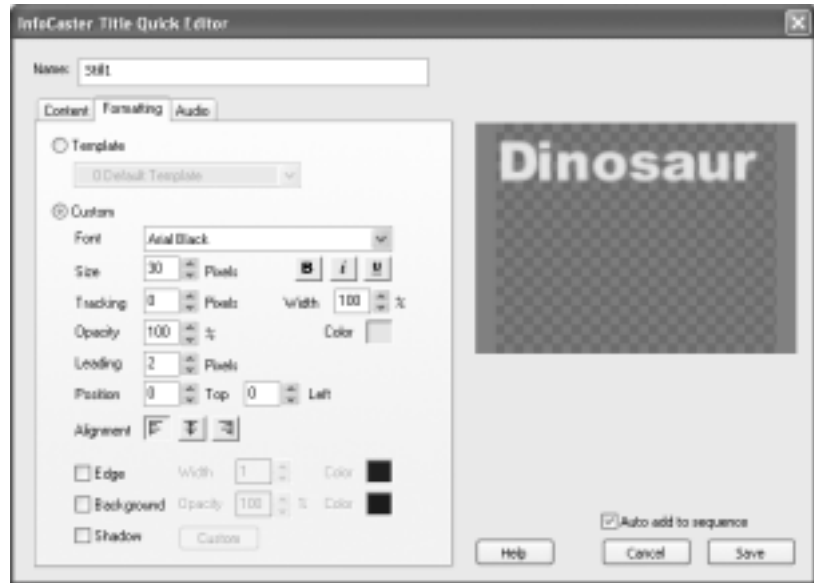 InfoCaster Title Quick Editor
Name: Still1
Content Formatting Audio
Template
0 Default Template
Custom
Font Arial Black
Size 30 Pixels B i U
Tracking 0 Pixels Width 100 %
Opacity 100 % Color
Leading 2 Pixels
Position 0 Top 0 Left
Alignment
Edge Width 1 Color
Background Opacity 100 % Color
Shadow Custom
Dinosaur
Auto add to sequence
Help Cancel Save